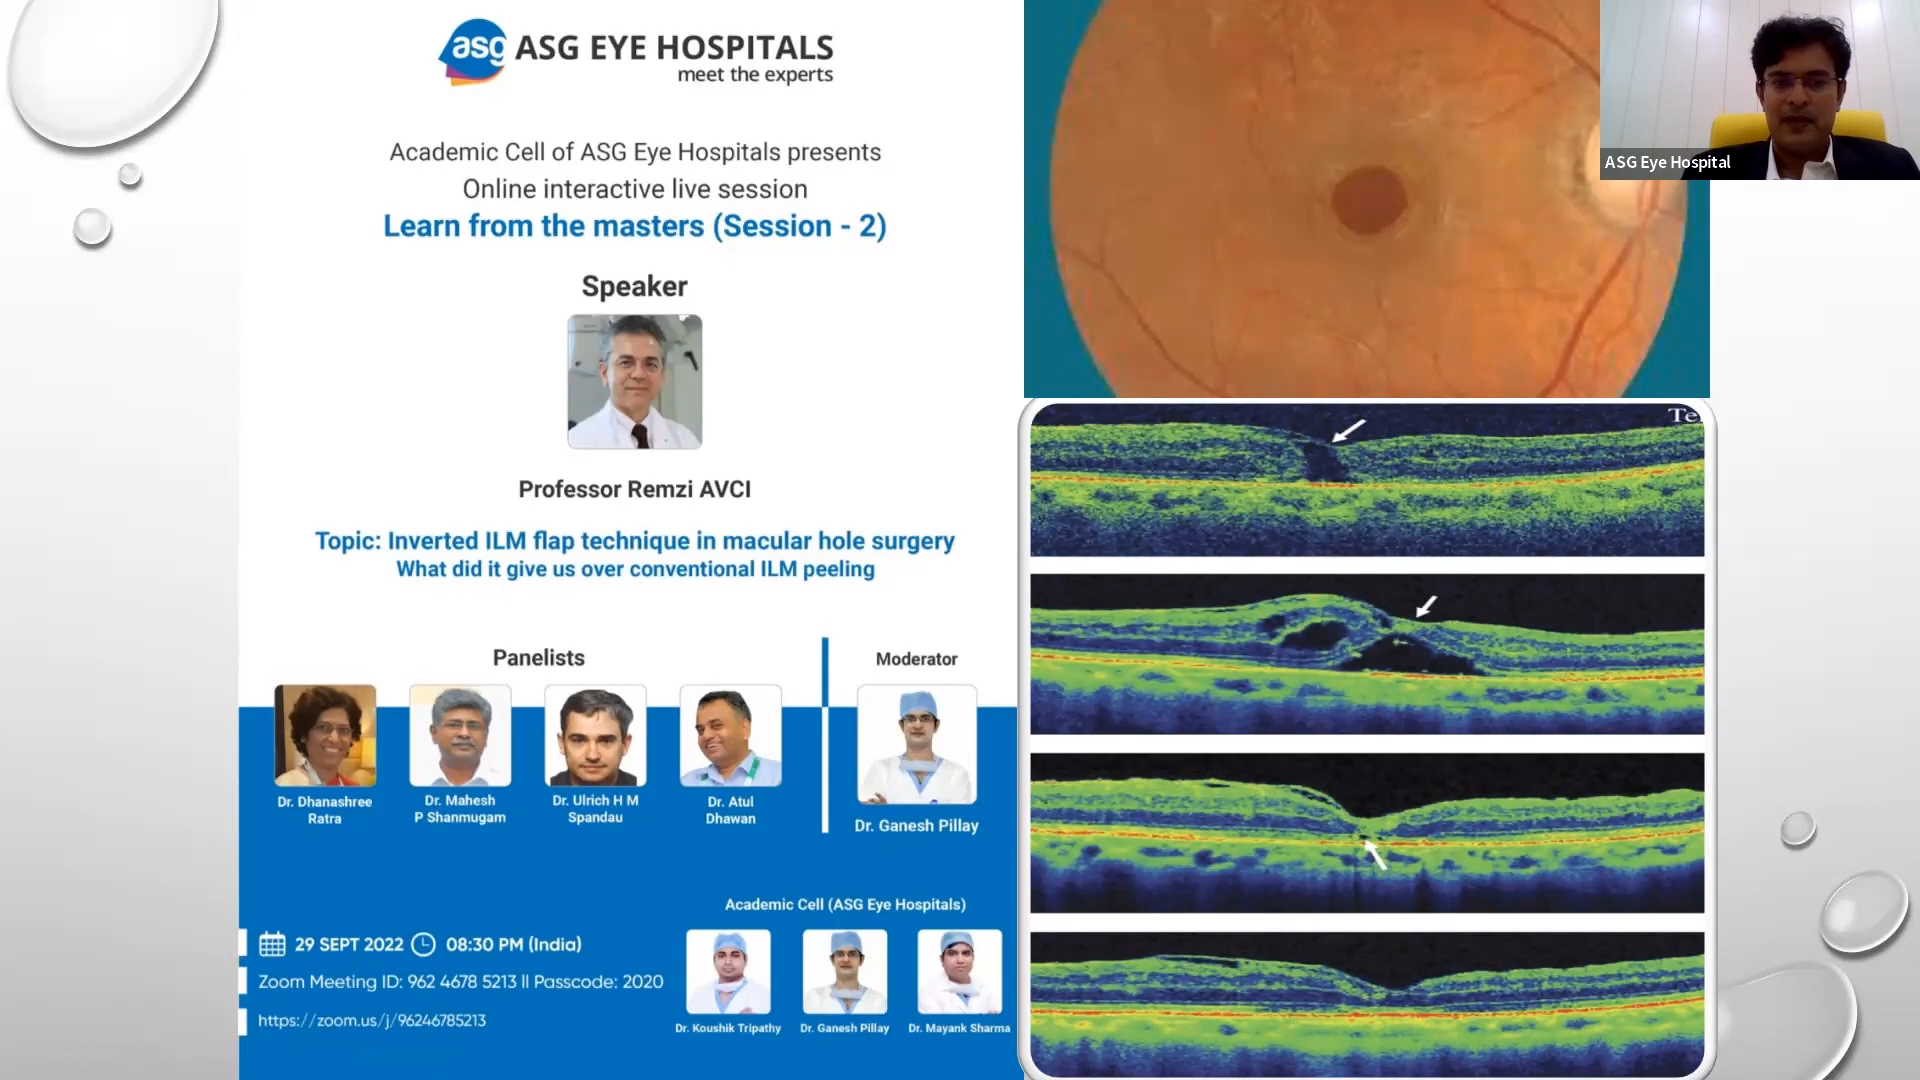 asg ASG EYE HOSPITALS
meet the experts
Academic Cell of ASG Eye Hospitals presents
Online interactive live session
Learn from the masters (Session - 2)
Speaker
Professor Remzi AVCI
Topic: Inverted ILM flap technique in macular hole surgery
What did it give us over conventional ILM peeling
Panelists
Moderator
Dr. Dhanashree
Ratra
Dr. Mahesh
P Shanmugam
Dr. Ulrich H M
Spandau
Dr. Atul
Dhawan
Dr. Ganesh Pillay
Academic Cell (ASG Eye Hospitals)
29 SEPT 2022 08:30 PM (India)
Zoom Meeting ID: 962 4678 5213 ll Passcode: 2020
https://zoom.us/j/96246785213
Dr. Koushik Tripathy
Dr. Ganesh Pillay
Dr. Mayank Sharma
ASG Eye Hospital
Te